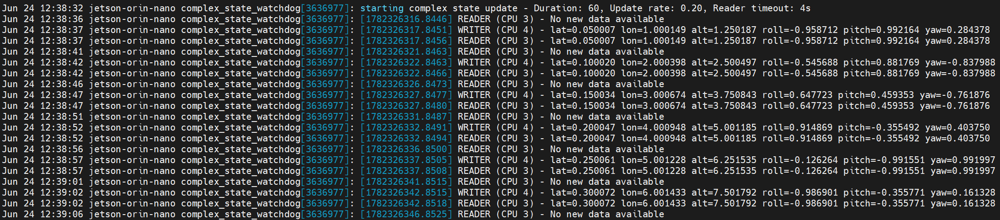 Jun 24 12:38:32 jetson-orin-nano complex_state_watchdog[3636977]: starting complex state update - Duration: 60, Update rate: 0.20, Reader timeout: 4s
Jun 24 12:38:36 jetson-orin-nano complex_state_watchdog[3636977]: [1782326316.8446] READER (CPU 3) - No new data available
Jun 24 12:38:37 jetson-orin-nano complex_state_watchdog[3636977]: [1782326317.8451] WRITER (CPU 4) - lat=0.050007 lon=1.000149 alt=1.250187 roll=-0.958712 pitch=0.992164 yaw=0.284378
Jun 24 12:38:37 jetson-orin-nano complex_state_watchdog[3636977]: [1782326317.8456] READER (CPU 3) - lat=0.050007 lon=1.000149 alt=1.250187 roll=-0.958712 pitch=0.992164 yaw=0.284378
Jun 24 12:38:41 jetson-orin-nano complex_state_watchdog[3636977]: [1782326321.8463] READER (CPU 3) - No new data available
Jun 24 12:38:42 jetson-orin-nano complex_state_watchdog[3636977]: [1782326322.8463] WRITER (CPU 4) - lat=0.100020 lon=2.000398 alt=2.500497 roll=-0.545688 pitch=0.881769 yaw=-0.837988
Jun 24 12:38:42 jetson-orin-nano complex_state_watchdog[3636977]: [1782326322.8466] READER (CPU 3) - lat=0.100020 lon=2.000398 alt=2.500497 roll=-0.545688 pitch=0.881769 yaw=-0.837988
Jun 24 12:38:46 jetson-orin-nano complex_state_watchdog[3636977]: [1782326326.8473] READER (CPU 3) - No new data available
Jun 24 12:38:47 jetson-orin-nano complex_state_watchdog[3636977]: [1782326327.8477] WRITER (CPU 4) - lat=0.150034 lon=3.000674 alt=3.750843 roll=0.647723 pitch=0.459353 yaw=-0.761876
Jun 24 12:38:47 jetson-orin-nano complex_state_watchdog[3636977]: [1782326327.8480] READER (CPU 3) - lat=0.150034 lon=3.000674 alt=3.750843 roll=0.647723 pitch=0.459353 yaw=-0.761876
Jun 24 12:38:51 jetson-orin-nano complex_state_watchdog[3636977]: [1782326331.8487] READER (CPU 3) - No new data available
Jun 24 12:38:52 jetson-orin-nano complex_state_watchdog[3636977]: [1782326332.8491] WRITER (CPU 4) - lat=0.200047 lon=4.000948 alt=5.001185 roll=0.914869 pitch=-0.355492 yaw=0.403750
Jun 24 12:38:52 jetson-orin-nano complex_state_watchdog[3636977]: [1782326332.8494] READER (CPU 3) - lat=0.200047 lon=4.000948 alt=5.001185 roll=0.914869 pitch=-0.355492 yaw=0.403750
Jun 24 12:38:56 jetson-orin-nano complex_state_watchdog[3636977]: [1782326336.8500] READER (CPU 3) - No new data available
Jun 24 12:38:57 jetson-orin-nano complex_state_watchdog[3636977]: [1782326337.8505] WRITER (CPU 4) - lat=0.250061 lon=5.001228 alt=6.251535 roll=-0.126264 pitch=-0.991551 yaw=0.991997
Jun 24 12:38:57 jetson-orin-nano complex_state_watchdog[3636977]: [1782326337.8508] READER (CPU 3) - lat=0.250061 lon=5.001228 alt=6.251535 roll=-0.126264 pitch=-0.991551 yaw=0.991997
Jun 24 12:39:01 jetson-orin-nano complex_state_watchdog[3636977]: [1782326341.8515] READER (CPU 3) - No new data available
Jun 24 12:39:02 jetson-orin-nano complex_state_watchdog[3636977]: [1782326342.8515] WRITER (CPU 4) - lat=0.300072 lon=6.001433 alt=7.501792 roll=-0.986901 pitch=-0.355771 yaw=0.161328
Jun 24 12:39:02 jetson-orin-nano complex_state_watchdog[3636977]: [1782326342.8518] READER (CPU 3) - lat=0.300072 lon=6.001433 alt=7.501792 roll=-0.986901 pitch=-0.355771 yaw=0.161328
Jun 24 12:39:06 jetson-orin-nano complex_state_watchdog[3636977]: [1782326346.8525] READER (CPU 3) - No new data available